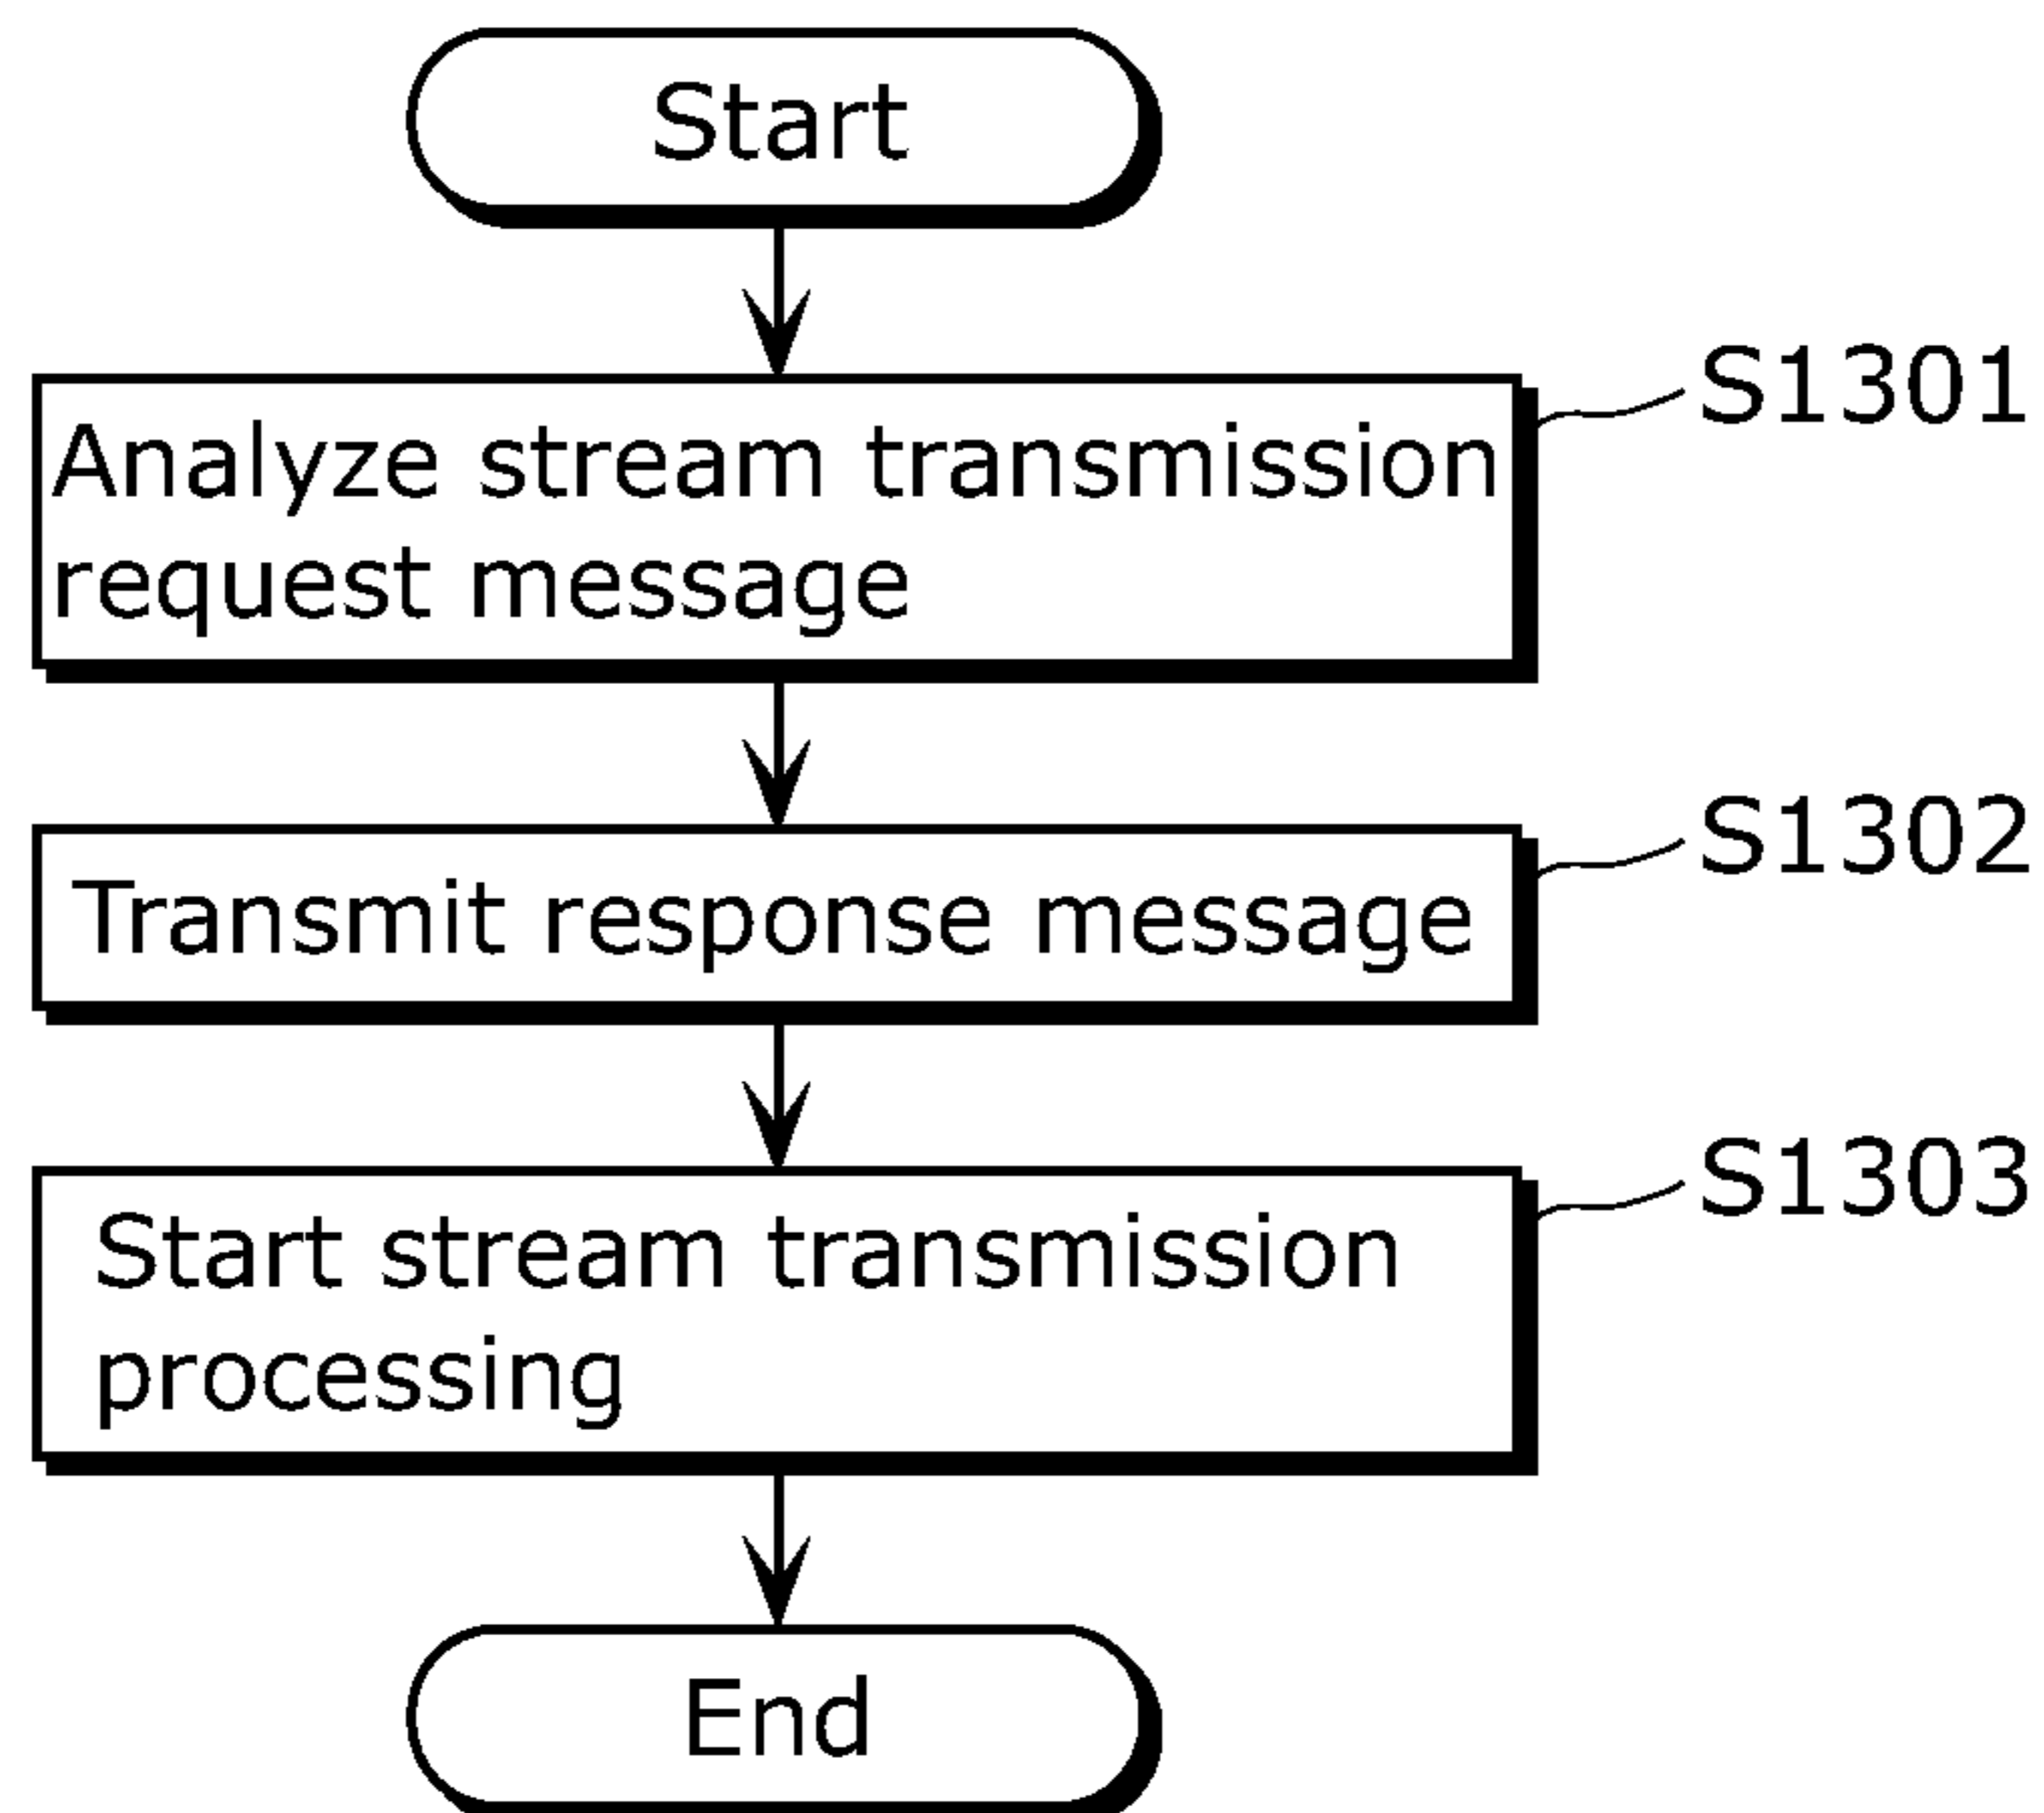 Start
S1301
Analyze stream transmission
request message
S1302
Transmit response message
S1303
Start stream transmission
processing
End